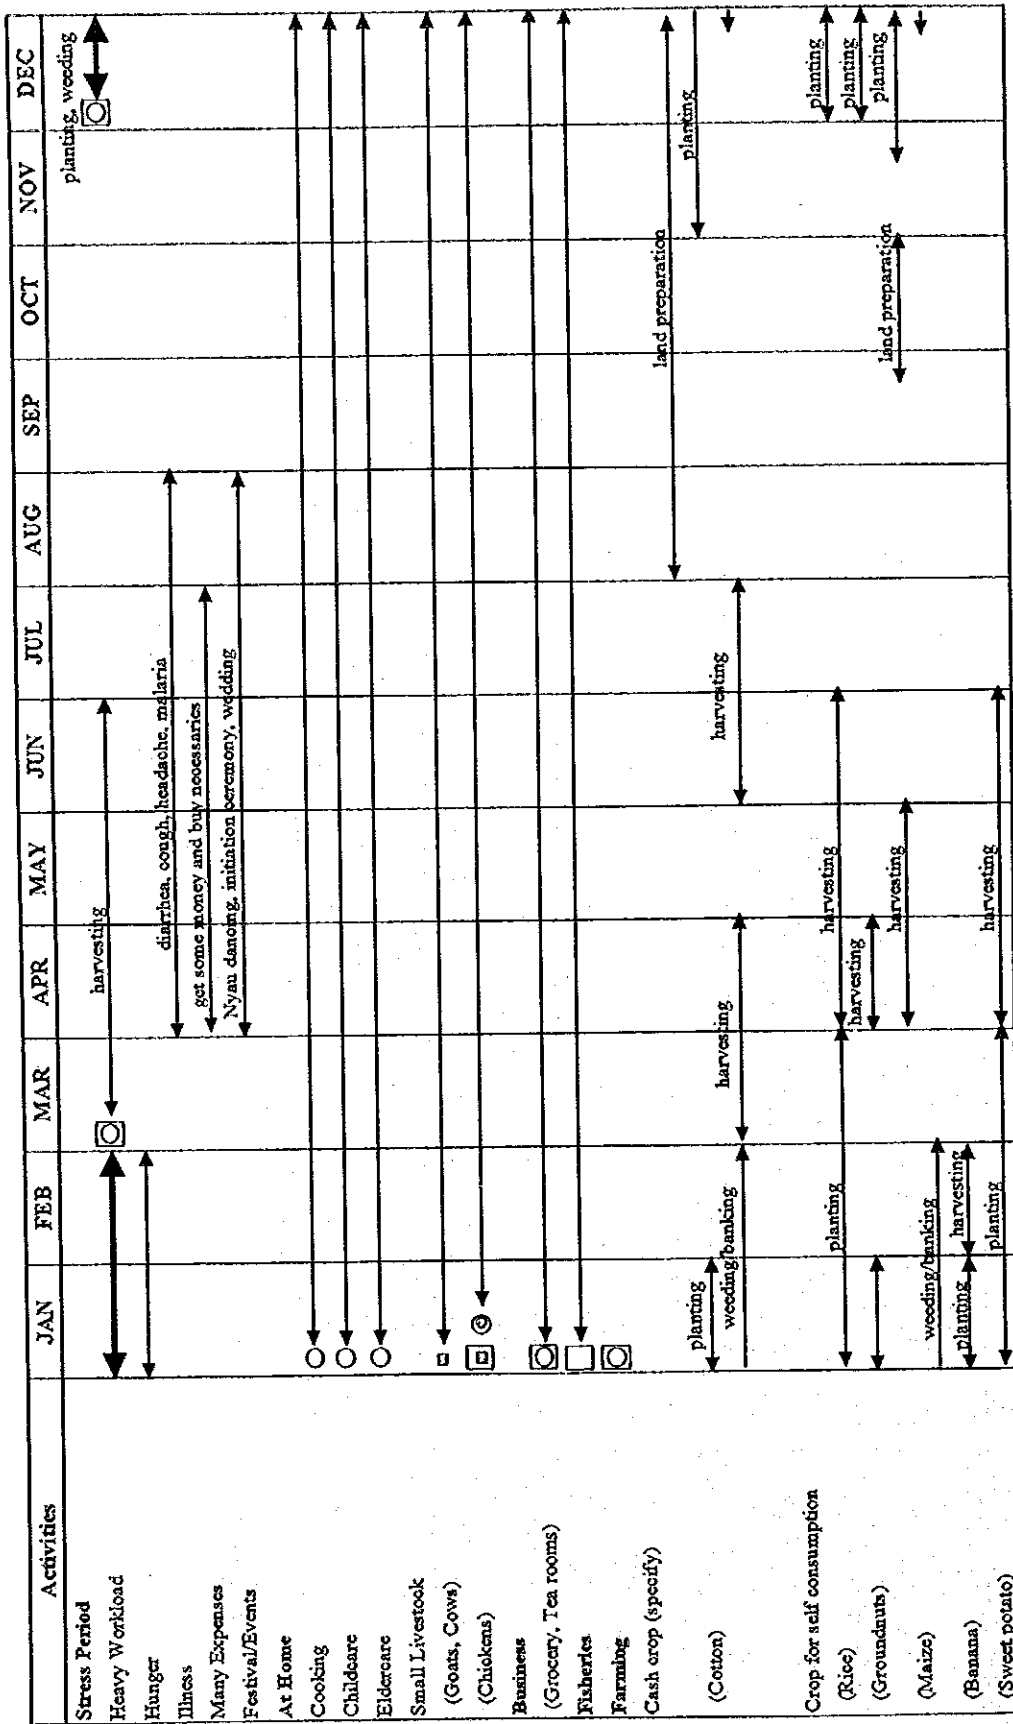 Activities JAN FEB MAR APR MAY JUN JUL AUG SEP OCT NOV DEC
Stress Period
planting, weeding
Heavy Workload
harvesting
Hunger
Illness
diarrhea, cough, headache, malaria
Many Expenses
get some money and buy necessaries
Festival/Events
Nyau danong, initiation ceremony, wedding
At Home
Cooking
Childcare
Eldercare
Small Livestock
(Goats, Cows)
(Chickens)
Business
(Grocery, Tea rooms)
Fisheries
Farming
Cash crop (specify)
land preparation
planting
planting
(Cotton)
weeding/banking harvesting harvesting
Crop for self consumption
planting
(Rice)
planting harvesting planting
(Groundnuts)
harvesting planting
land preparation
harvesting
(Maize)
weeding/banking
(Banana)
planting harvesting
(Sweet potato)
planting harvesting